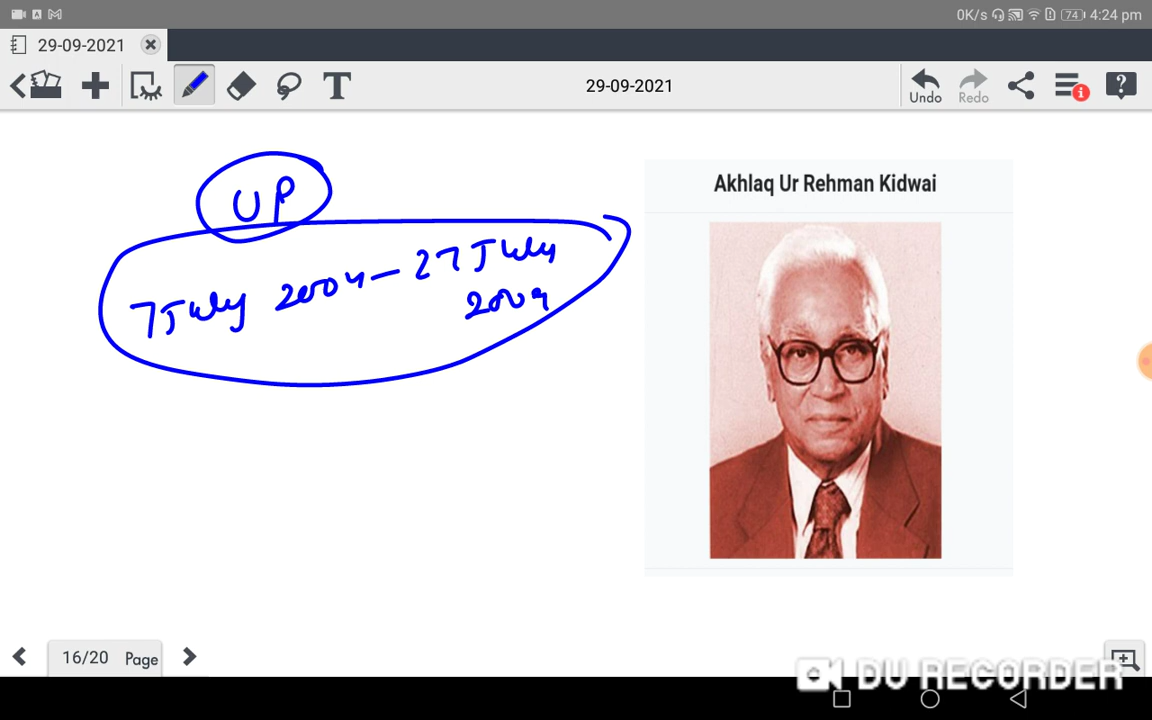 0K/s 74 4:24 pm
29-09-2021
T 29-09-2021 Undo Redo
UP
Akhlaq Ur Rehman Kidwai
7 July 2004 - 27 July
2009
16/20 Page
DU RECORDER